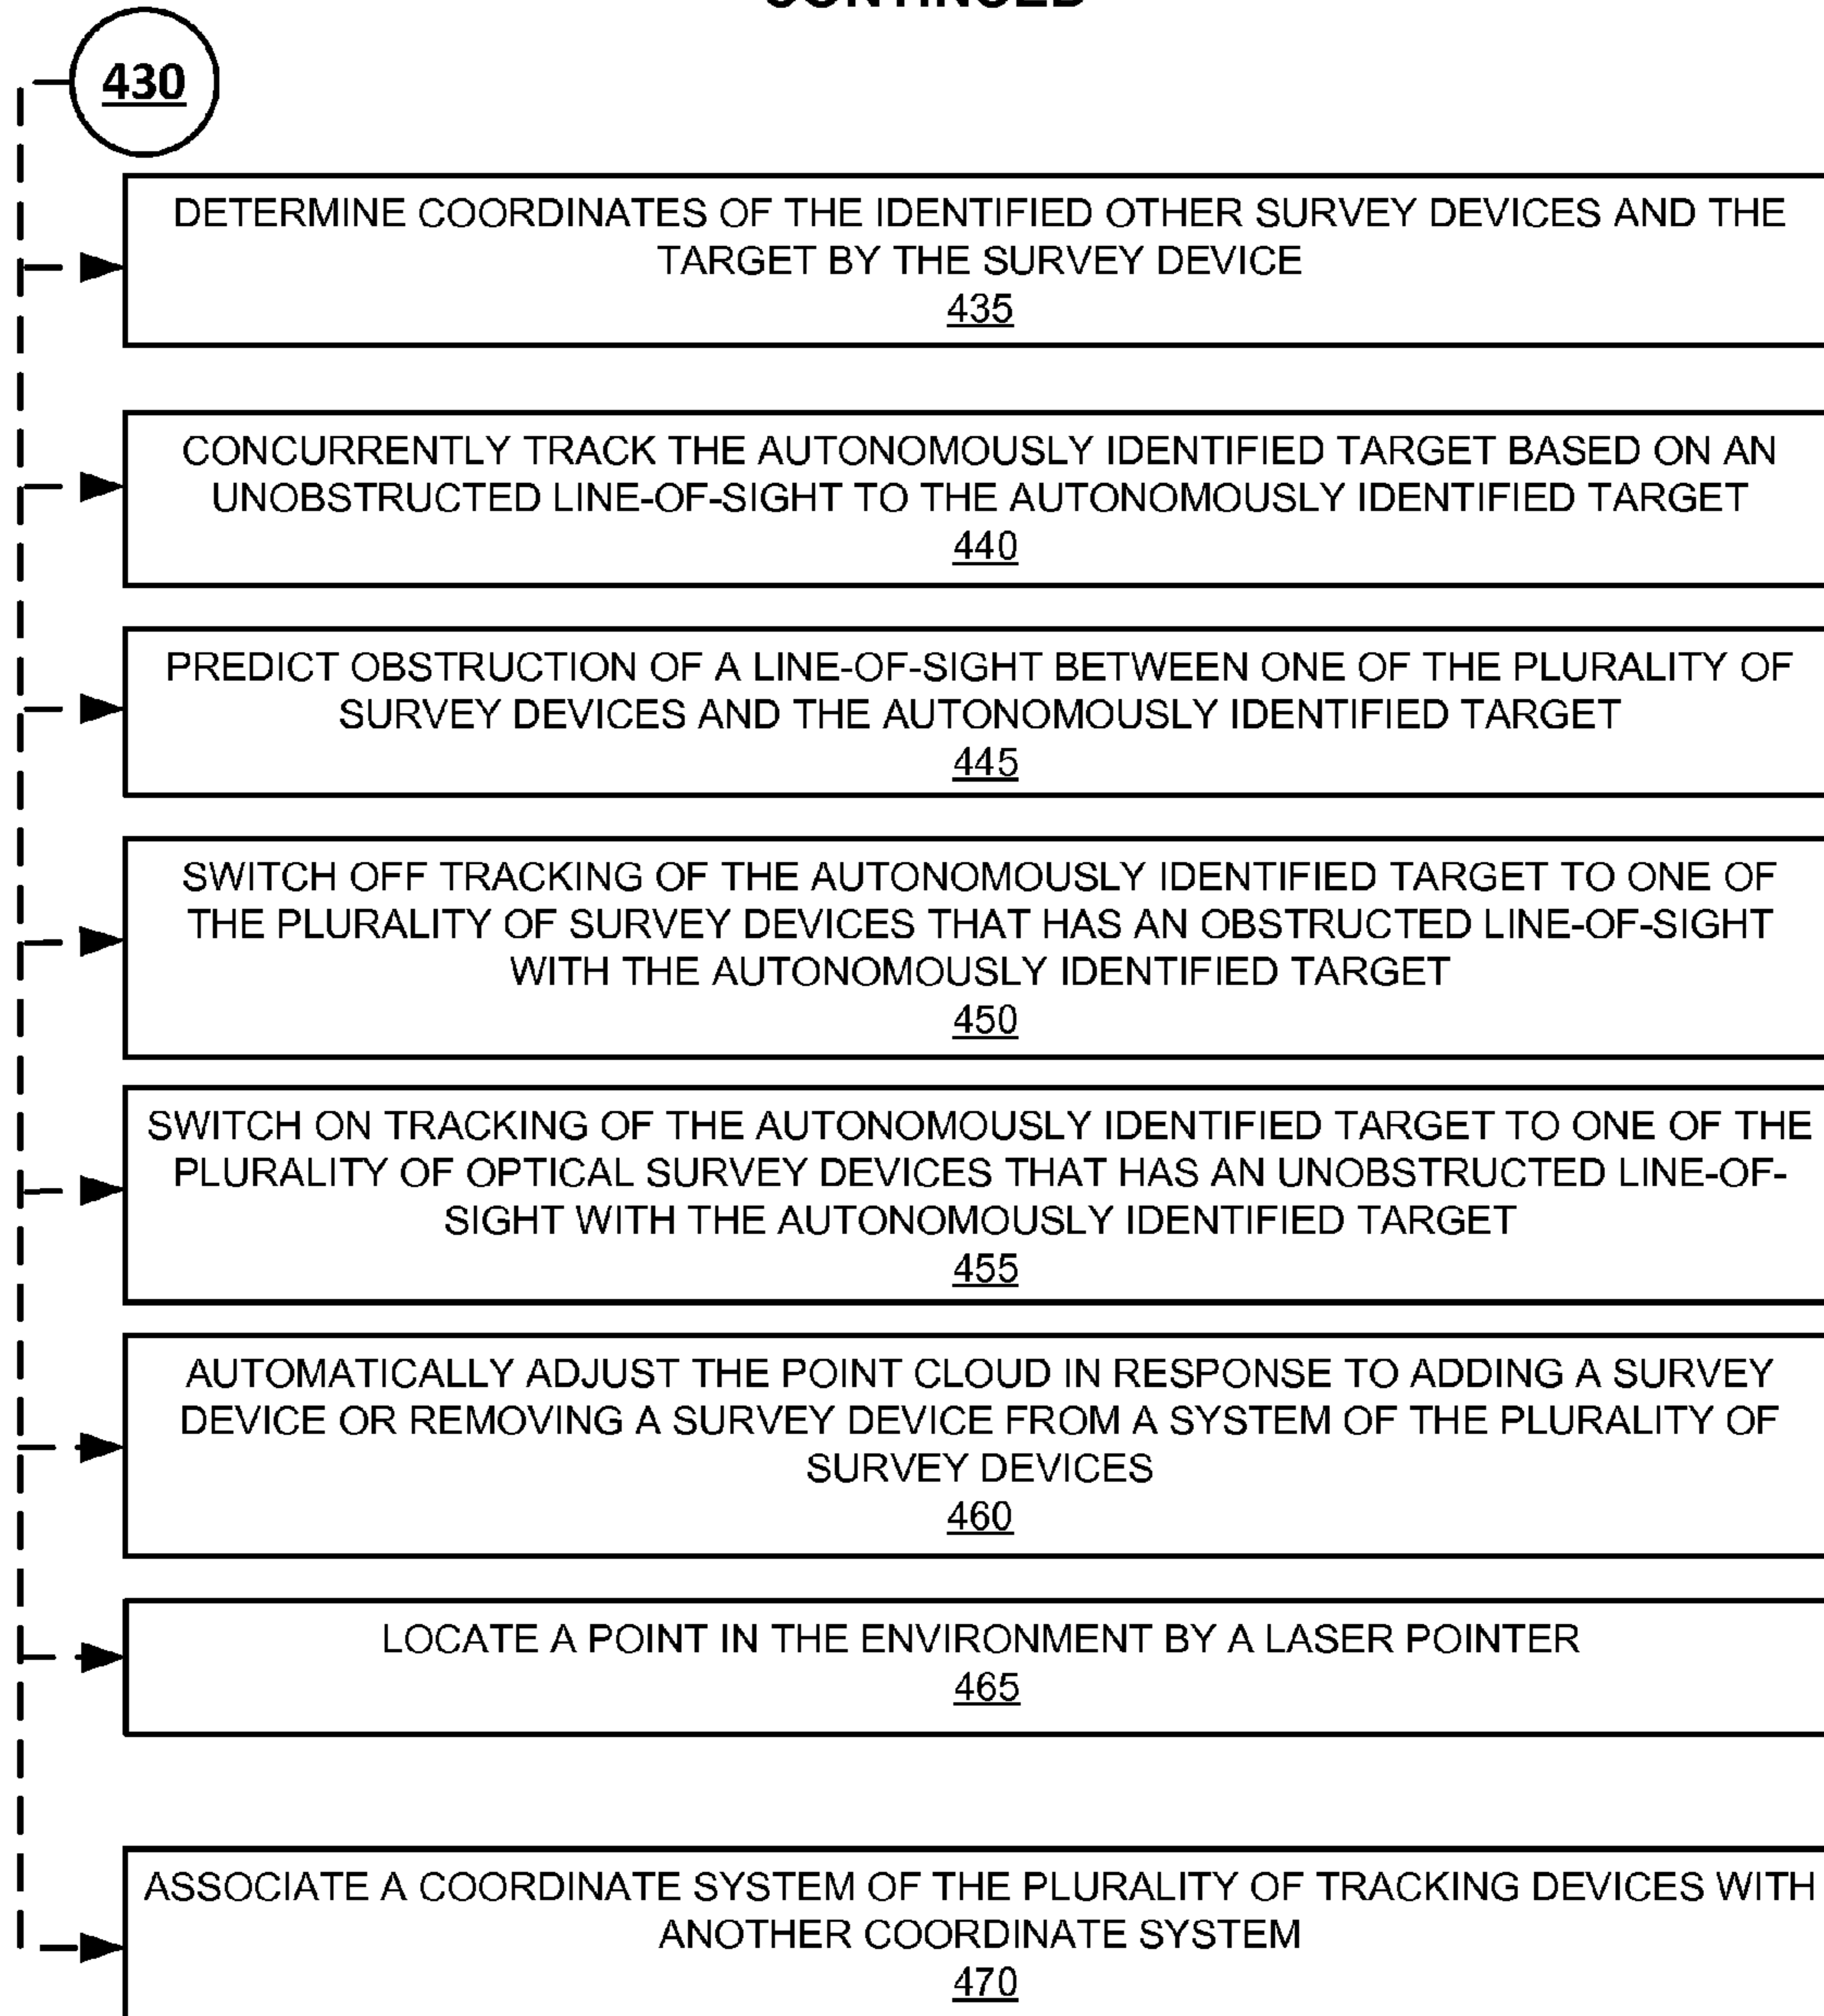 CONTINUED
430
DETERMINE COORDINATES OF THE IDENTIFIED OTHER SURVEY DEVICES AND THE
TARGET BY THE SURVEY DEVICE
435
CONCURRENTLY TRACK THE AUTONOMOUSLY IDENTIFIED TARGET BASED ON AN
UNOBSTRUCTED LINE-OF-SIGHT TO THE AUTONOMOUSLY IDENTIFIED TARGET
440
PREDICT OBSTRUCTION OF A LINE-OF-SIGHT BETWEEN ONE OF THE PLURALITY OF
SURVEY DEVICES AND THE AUTONOMOUSLY IDENTIFIED TARGET
445
SWITCH OFF TRACKING OF THE AUTONOMOUSLY IDENTIFIED TARGET TO ONE OF
THE PLURALITY OF SURVEY DEVICES THAT HAS AN OBSTRUCTED LINE-OF-SIGHT
WITH THE AUTONOMOUSLY IDENTIFIED TARGET
450
SWITCH ON TRACKING OF THE AUTONOMOUSLY IDENTIFIED TARGET TO ONE OF THE
PLURALITY OF OPTICAL SURVEY DEVICES THAT HAS AN UNOBSTRUCTED LINE-OF-
SIGHT WITH THE AUTONOMOUSLY IDENTIFIED TARGET
455
AUTOMATICALLY ADJUST THE POINT CLOUD IN RESPONSE TO ADDING A SURVEY
DEVICE OR REMOVING A SURVEY DEVICE FROM A SYSTEM OF THE PLURALITY OF
SURVEY DEVICES
460
LOCATE A POINT IN THE ENVIRONMENT BY A LASER POINTER
465
ASSOCIATE A COORDINATE SYSTEM OF THE PLURALITY OF TRACKING DEVICES WITH
ANOTHER COORDINATE SYSTEM
470